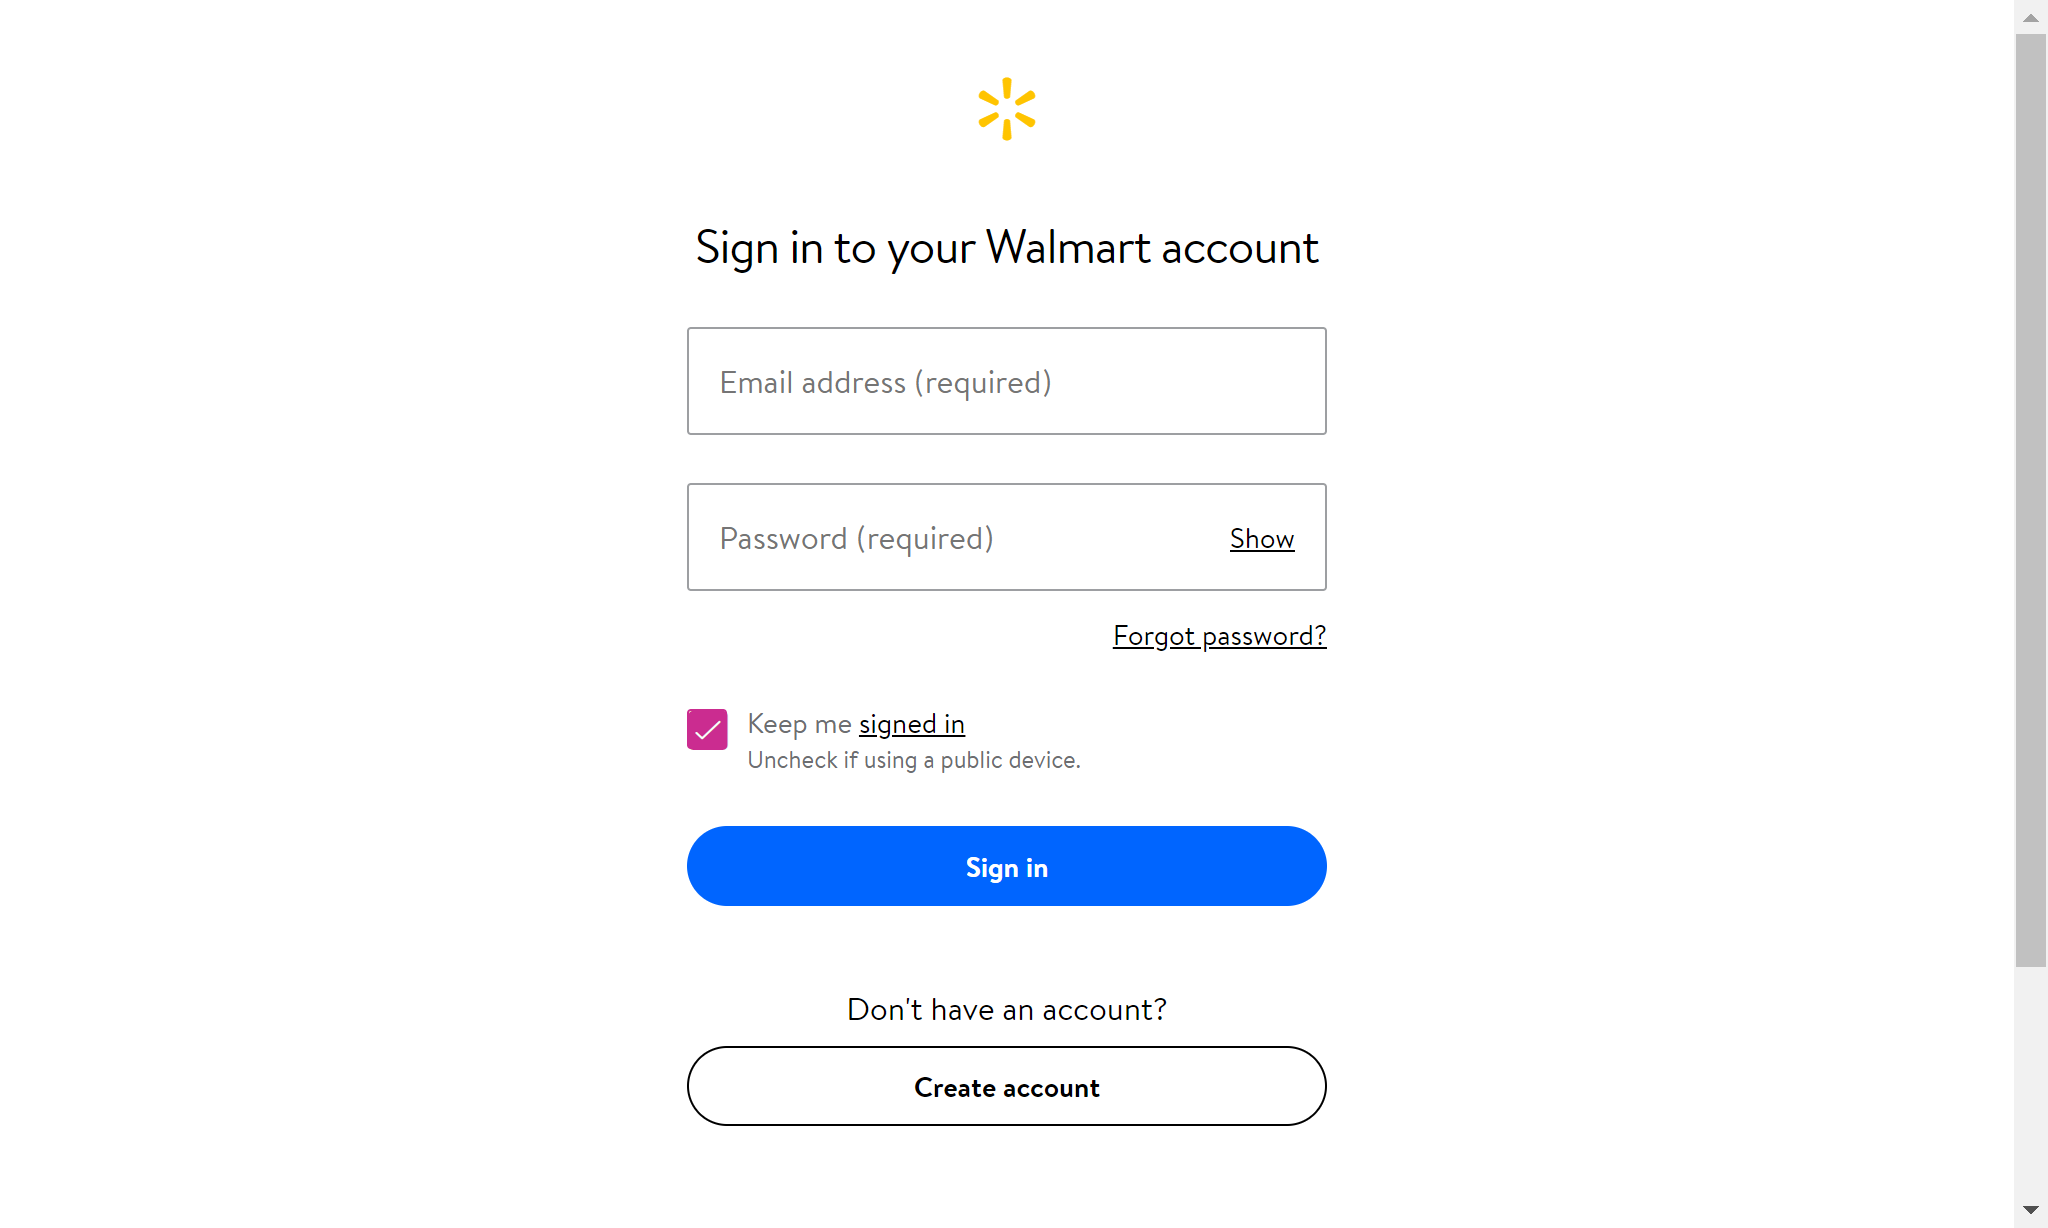 Sign in to your Walmart account
Email address (required)
Password (required) Show
Forgot password?
Keep me signed in
Uncheck if using a public device.
Sign in
Don't have an account?
Create account